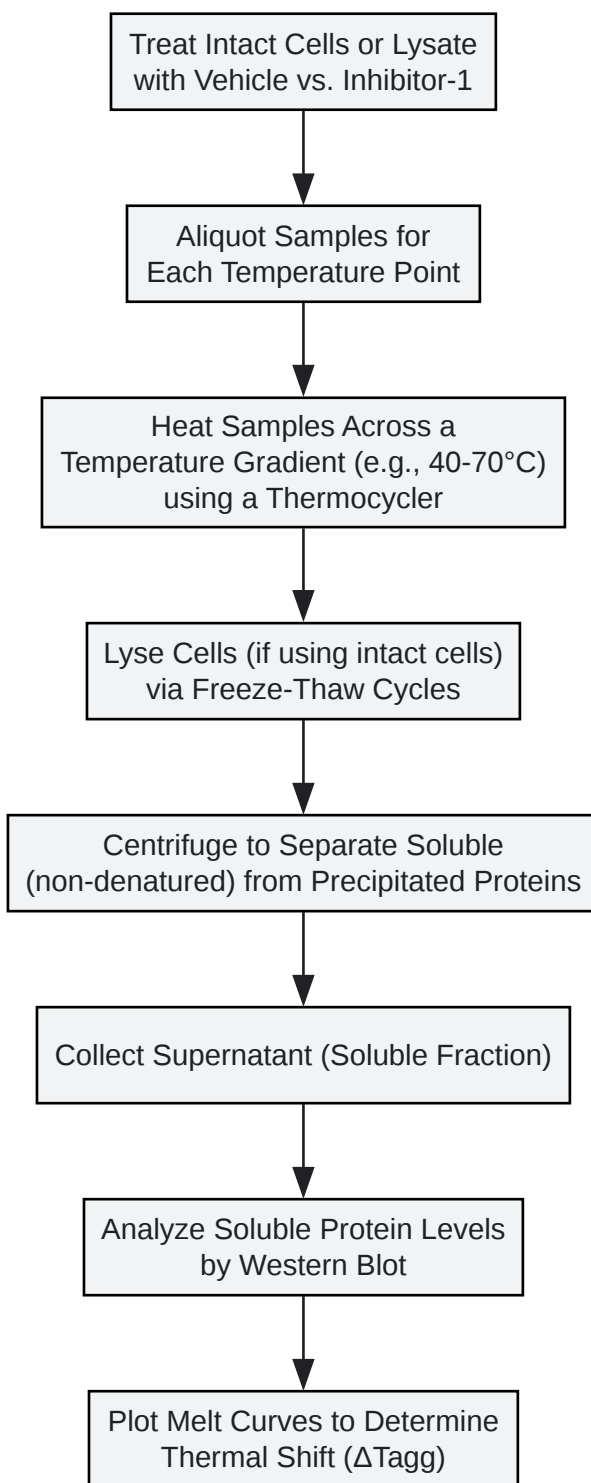 Treat Intact Cells or Lysate
with Vehicle vs. Inhibitor-1
Aliquot Samples for
Each Temperature Point
Heat Samples Across a
Temperature Gradient (e.g., 40-70°C)
using a Thermocycler
Lyse Cells (if using intact cells)
via Freeze-Thaw Cycles
Centrifuge to Separate Soluble
(non-denatured) from Precipitated Proteins
Collect Supernatant (Soluble Fraction)
Analyze Soluble Protein Levels
by Western Blot
Plot Melt Curves to Determine
Thermal Shift (ΔTagg)